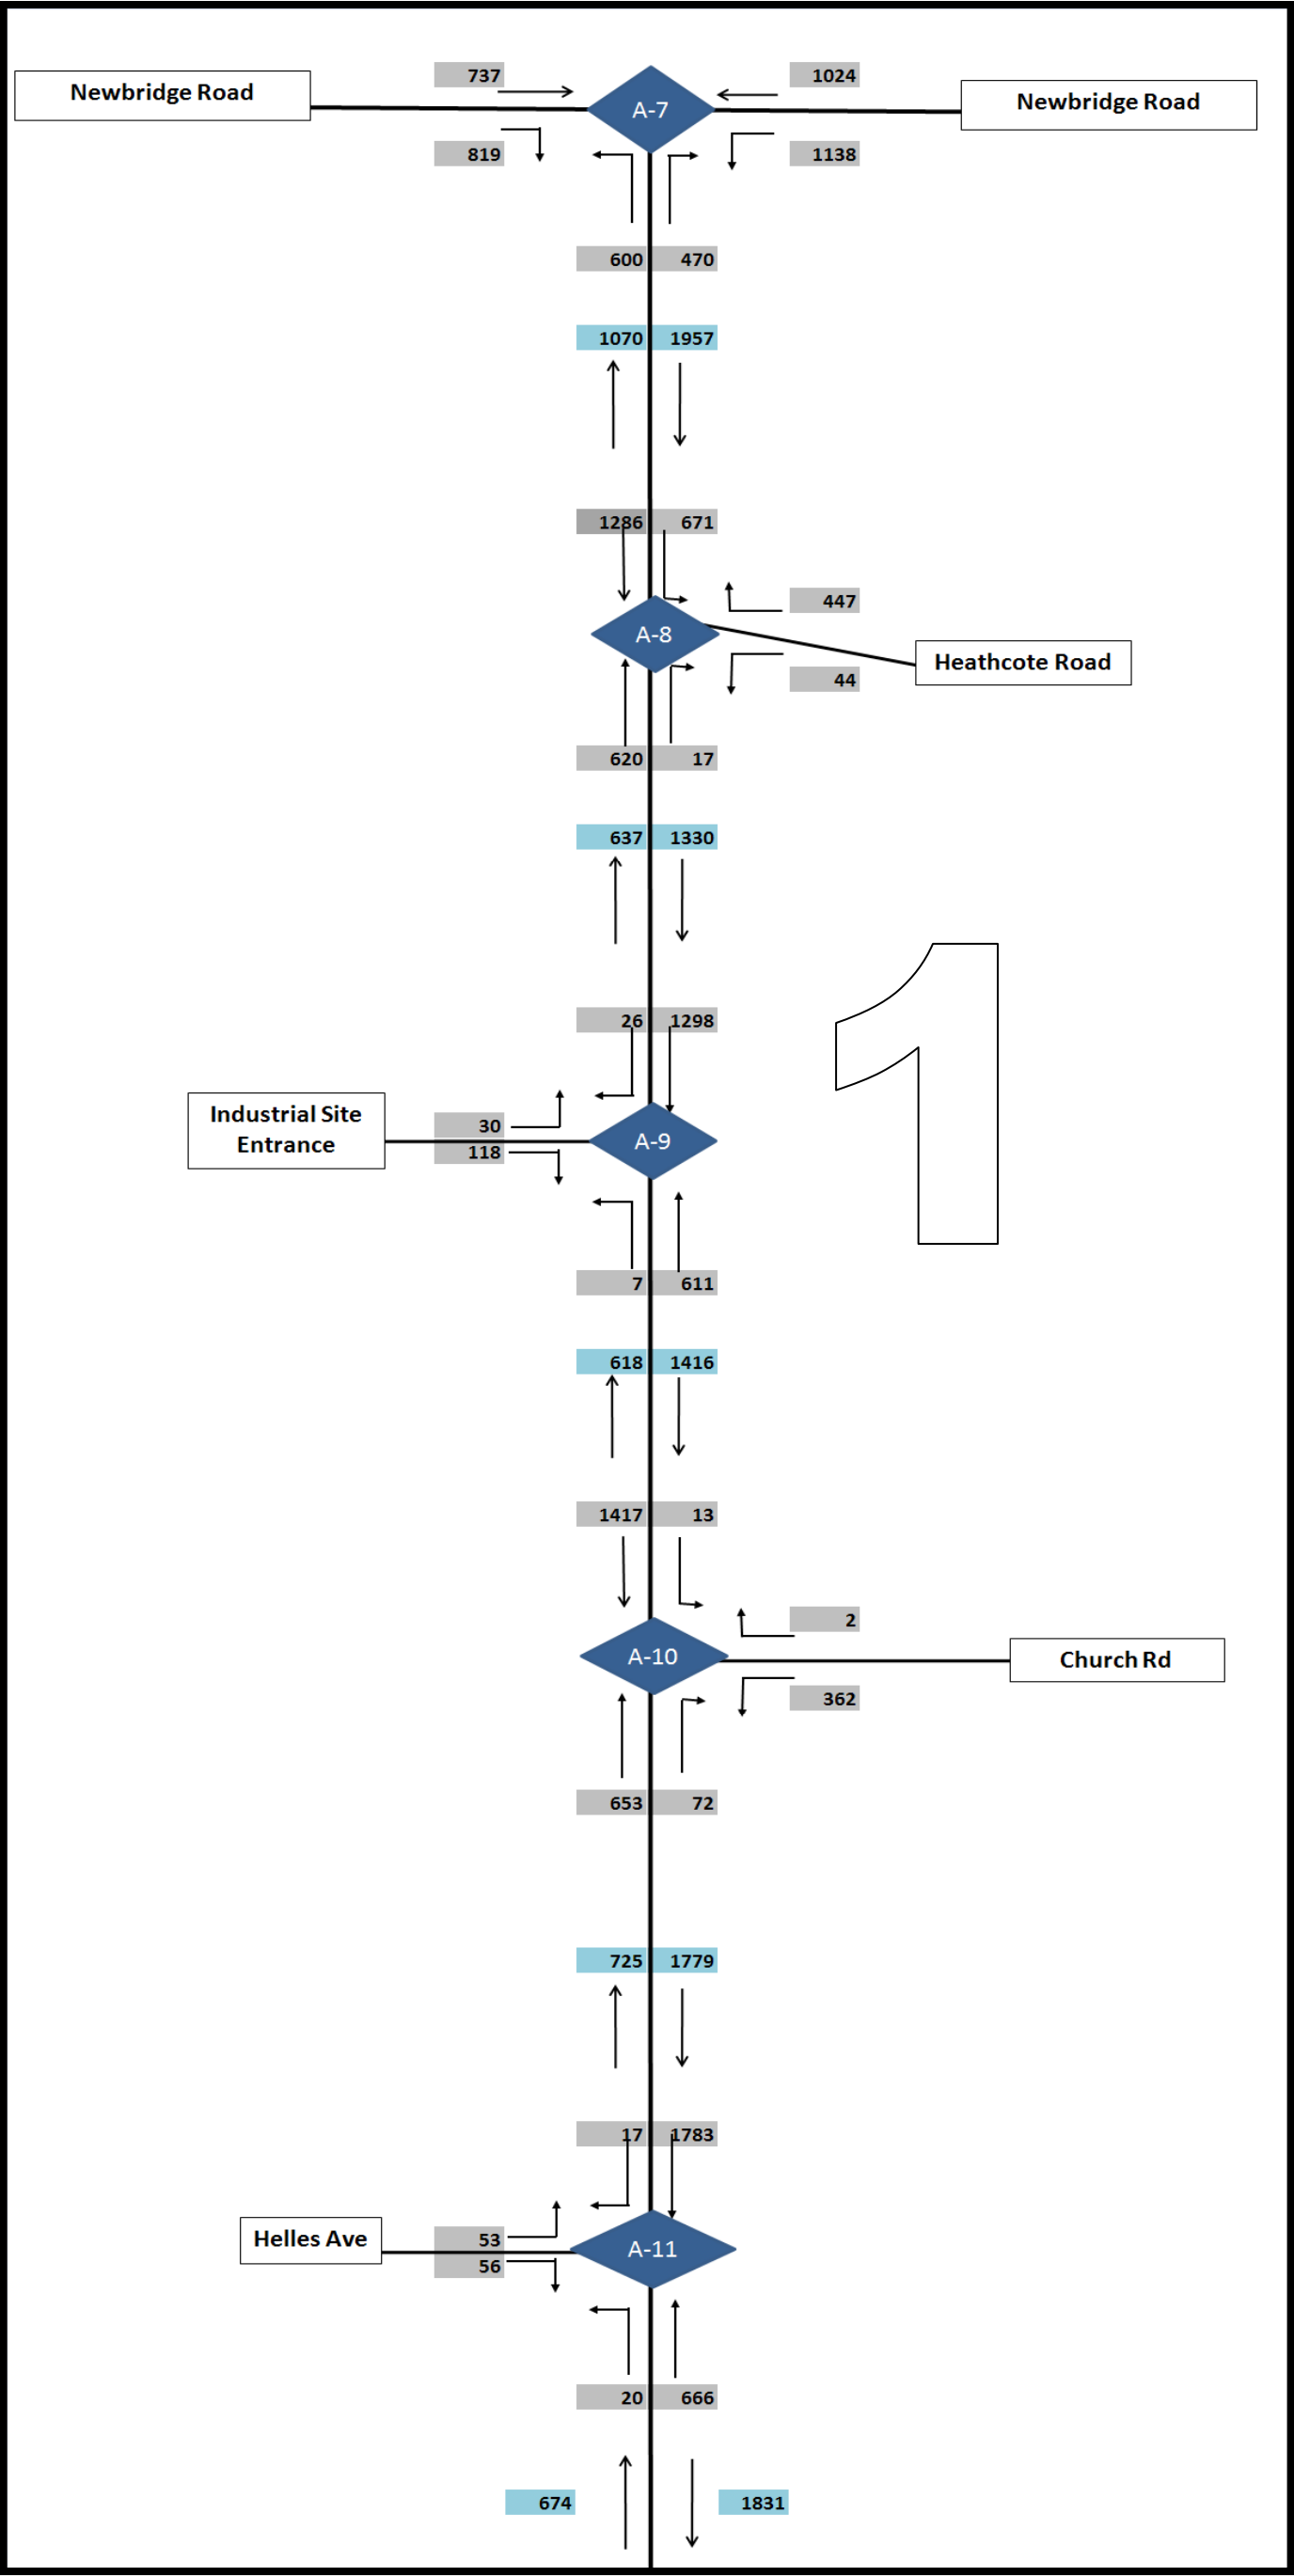 737
1024
Newbridge Road
A-7
Newbridge Road
819
1138
600 470
1070 1957
1286 671
447
A-8
Heathcote Road
44
620 17
637 1330
1
26 1298
Industrial Site
Entrance
30
118
A-9
7 611
618 1416
1417 13
2
A-10
Church Rd
362
653 72
725 1779
17 1783
Helles Ave
53
56
A-11
20 666
674 1831